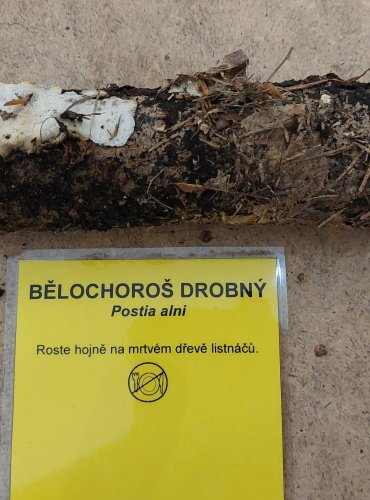 BĚLOCHOROŠ DROBNÝ
Postia alni
Roste hojně na mrtvém dřevě listnáčů.